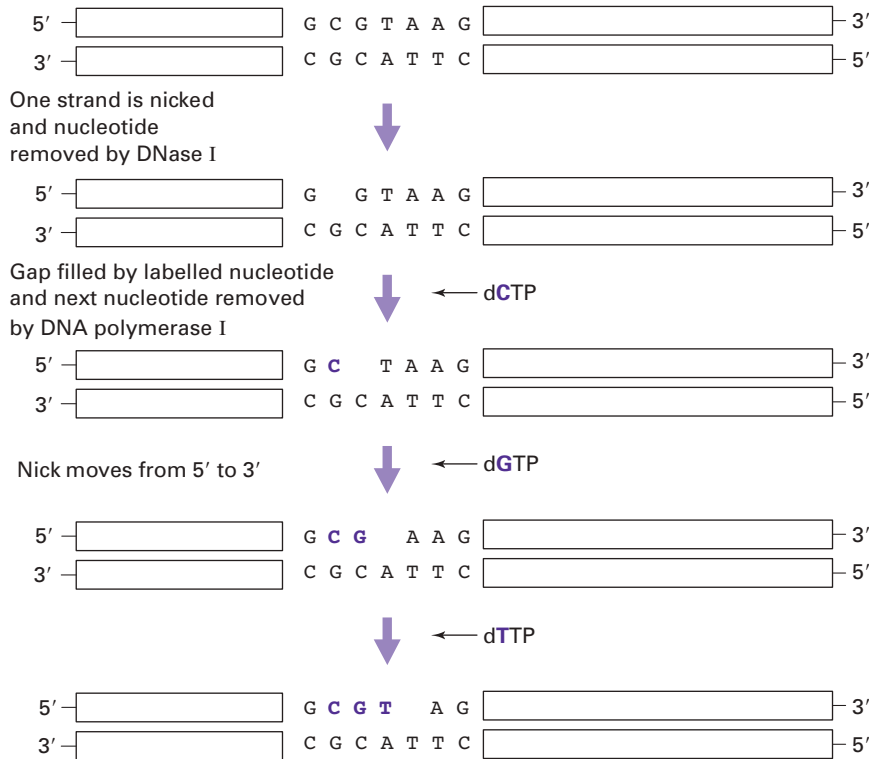 5′ G C G T A A G 3′
3′ C G C A T T C 5′
One strand is nicked
and nucleotide
removed by DNase I
5′ G G T A A G 3′
3′ C G C A T T C 5′
Gap filled by labelled nucleotide
and next nucleotide removed
by DNA polymerase I
dCTP
5′ G C T A A G 3′
3′ C G C A T T C 5′
Nick moves from 5′ to 3′
dGTP
5′ G C G A A G 3′
3′ C G C A T T C 5′
dTTP
5′ G C G T A G 3′
3′ C G C A T T C 5′